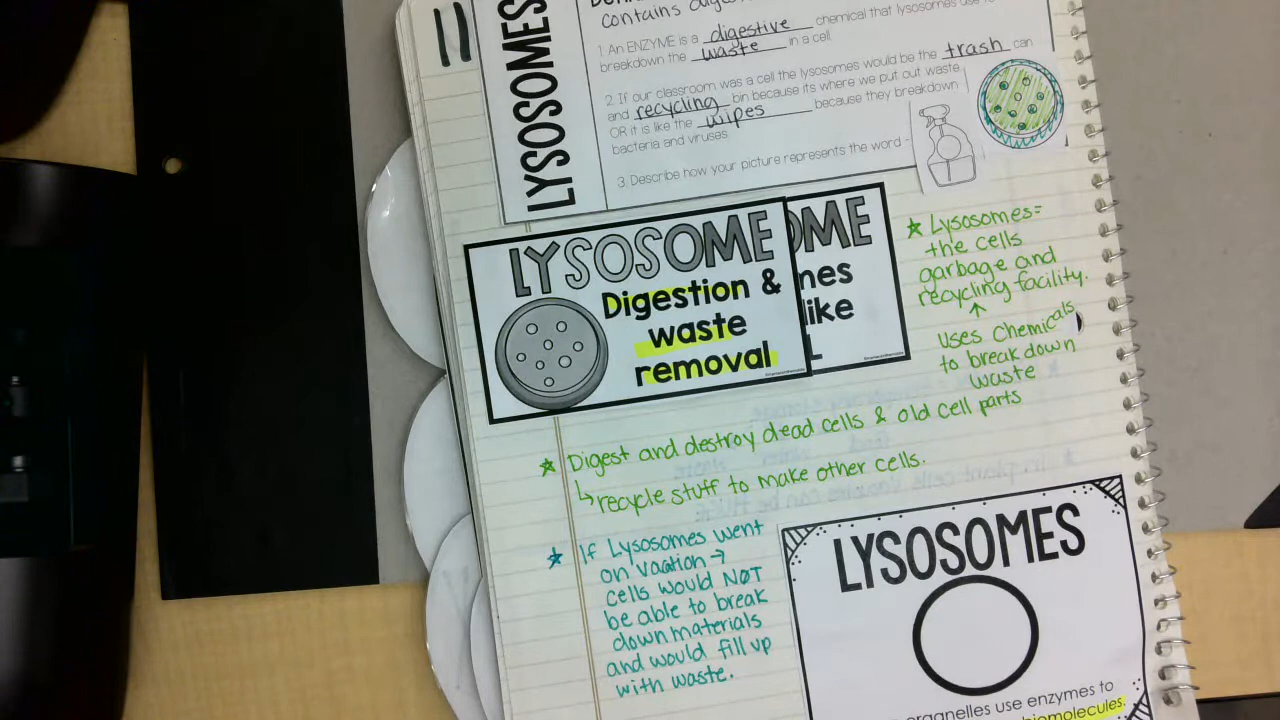 11
LYSOSOMES
contains
1. An ENZYME is a digestive chemical that lysosomes use to
breakdown the waste in a cell.
2. If our classroom was a cell the lysosomes would be the trash can
and recycling bin because its where we put out waste
OR it is like the wipes because they breakdown
bacteria and viruses.
3. Describe how your picture represents the word -
LYSOSOME
Digestion &
waste
removal
OME
mes
like
★ Lysosomes=
the cells
garbage and
recycling facility.
↑
uses chemicals
to break down
waste
★ Digest and destroy dead cells & old cell parts
↳ recycle stuff to make other cells.
★ If Lysosomes went
on vaation →
cells would NOT
be able to break
down materials
and would fill up
with waste.
LYSOSOMES
organelles use enzymes to
biomolecules.